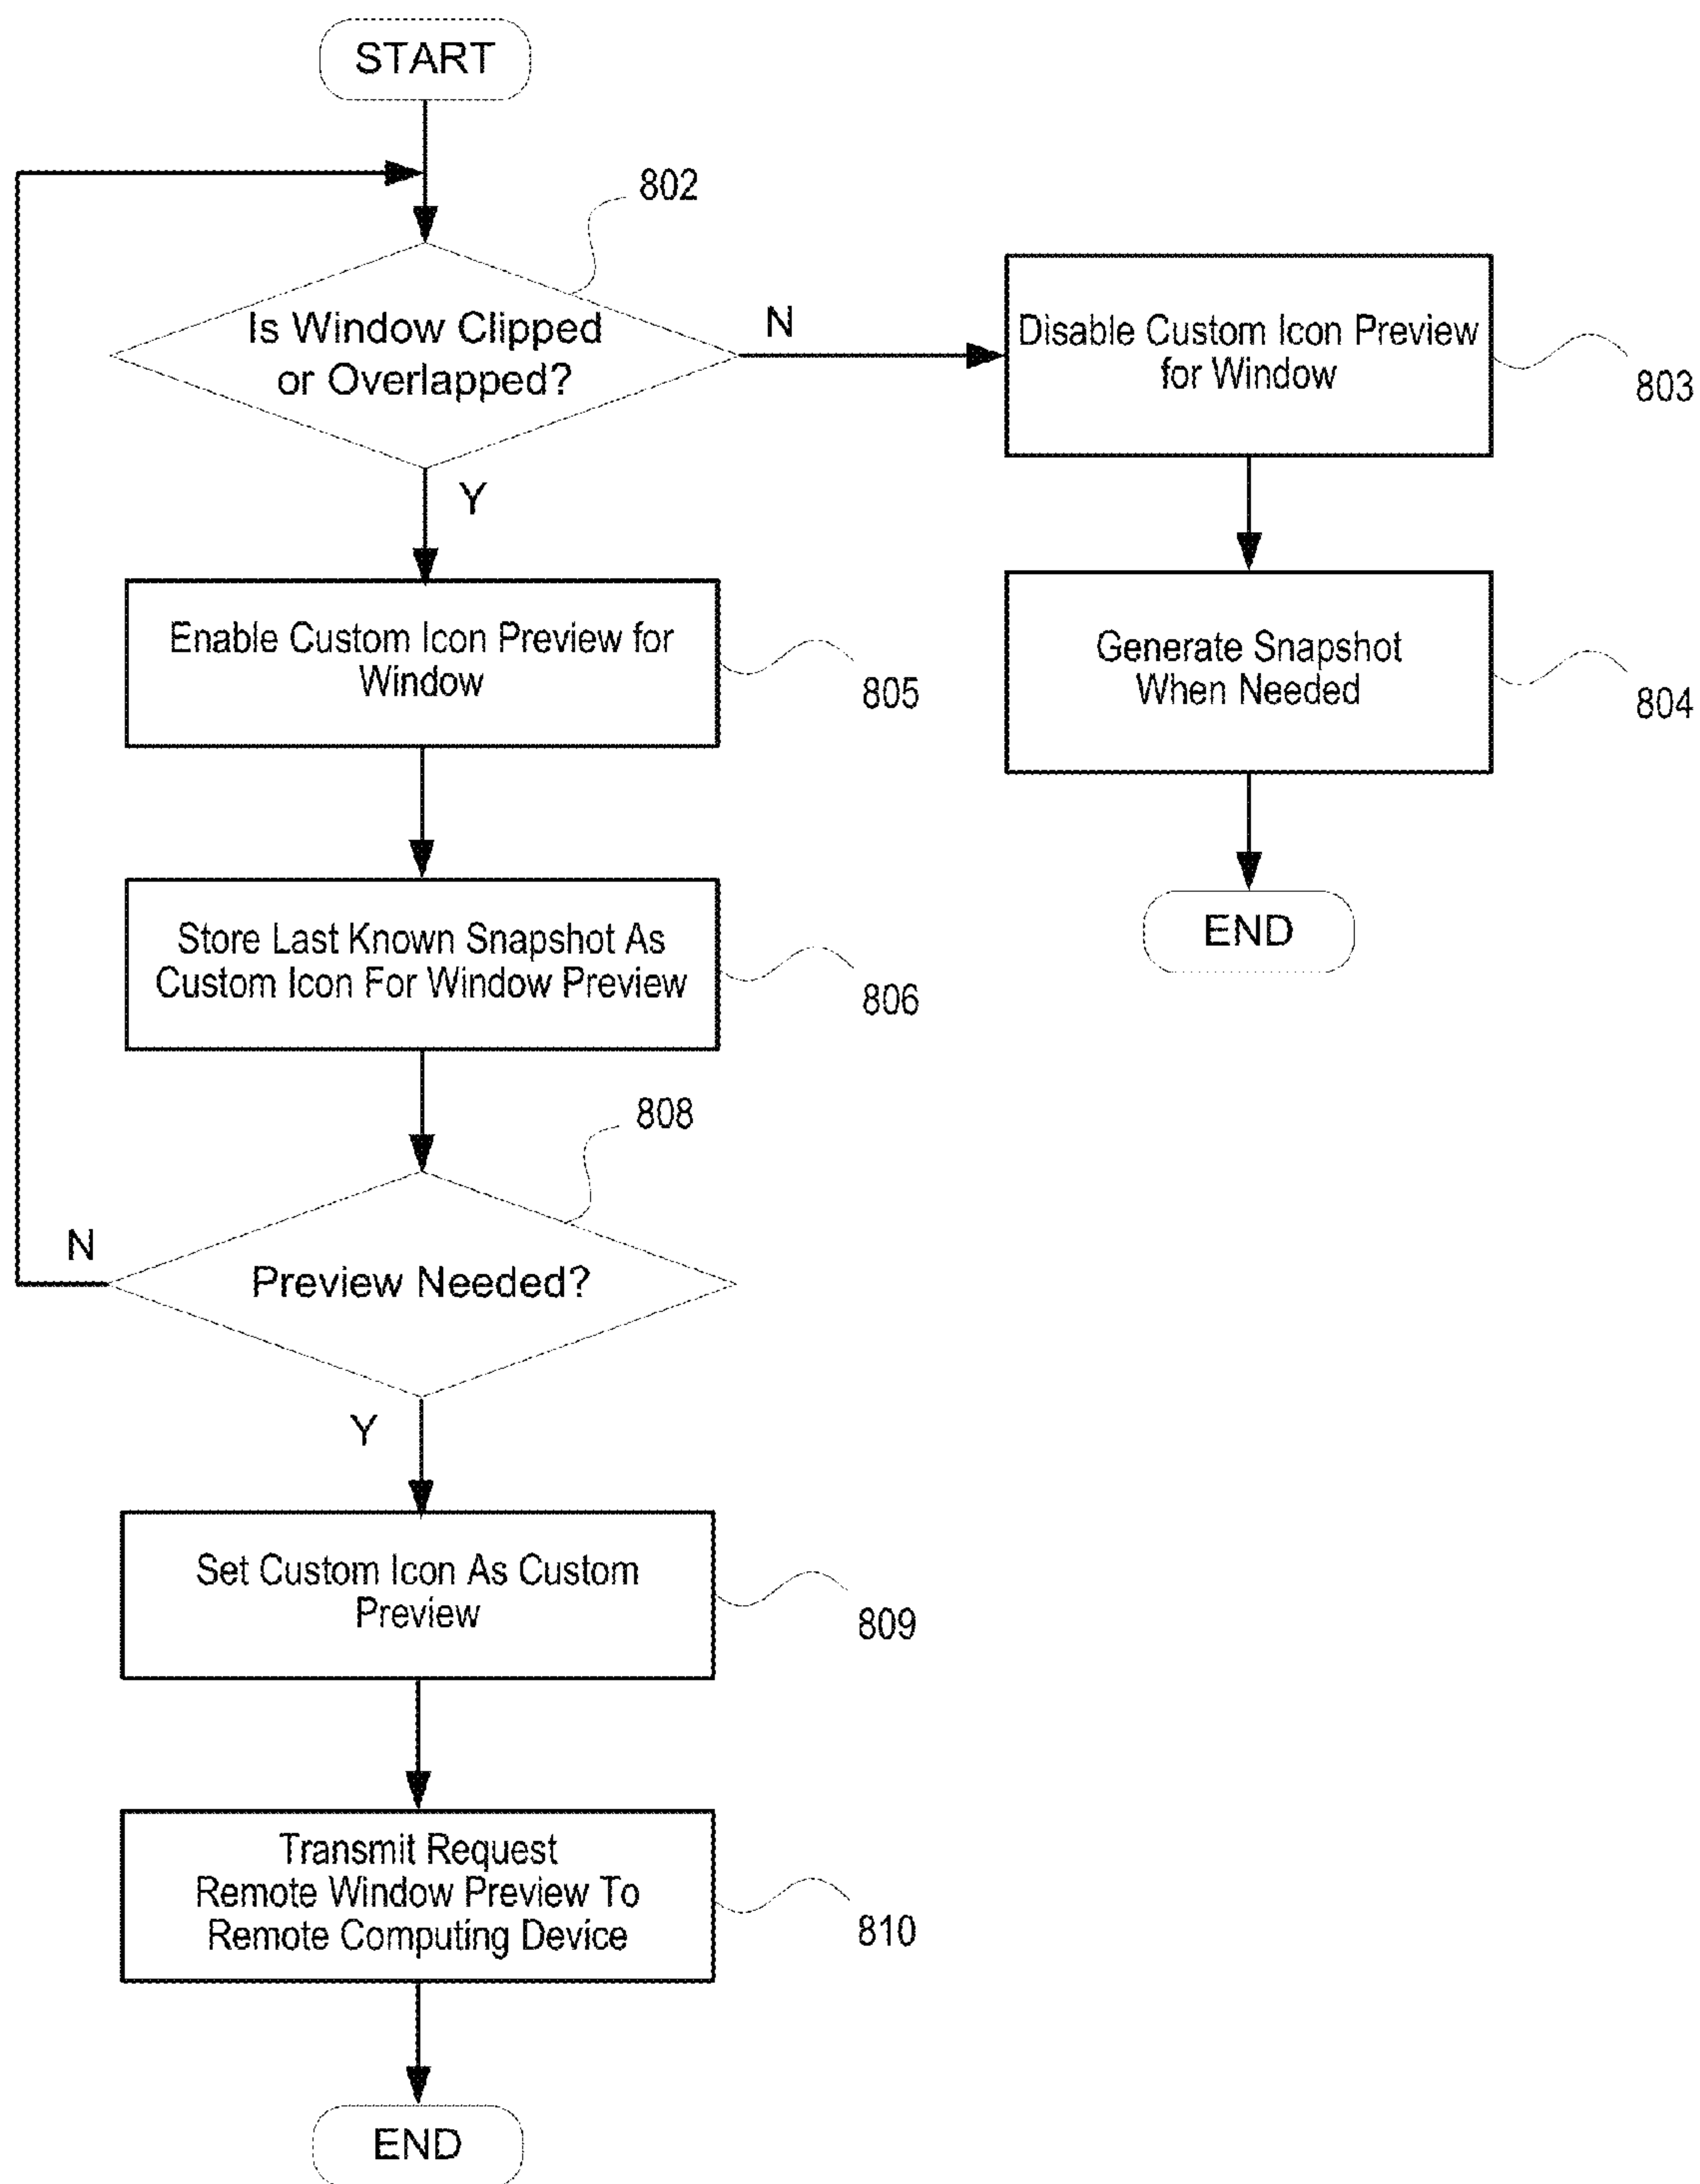 START
802
Is Window Clipped
or Overlapped?
N
Disable Custom Icon Preview
for Window
803
Y
Enable Custom Icon Preview for
Window
805
Generate Snapshot
When Needed
804
Store Last Known Snapshot As
Custom Icon For Window Preview
806
END
808
N
Preview Needed?
Y
Set Custom Icon As Custom
Preview
809
Transmit Request
Remote Window Preview To
Remote Computing Device
810
END